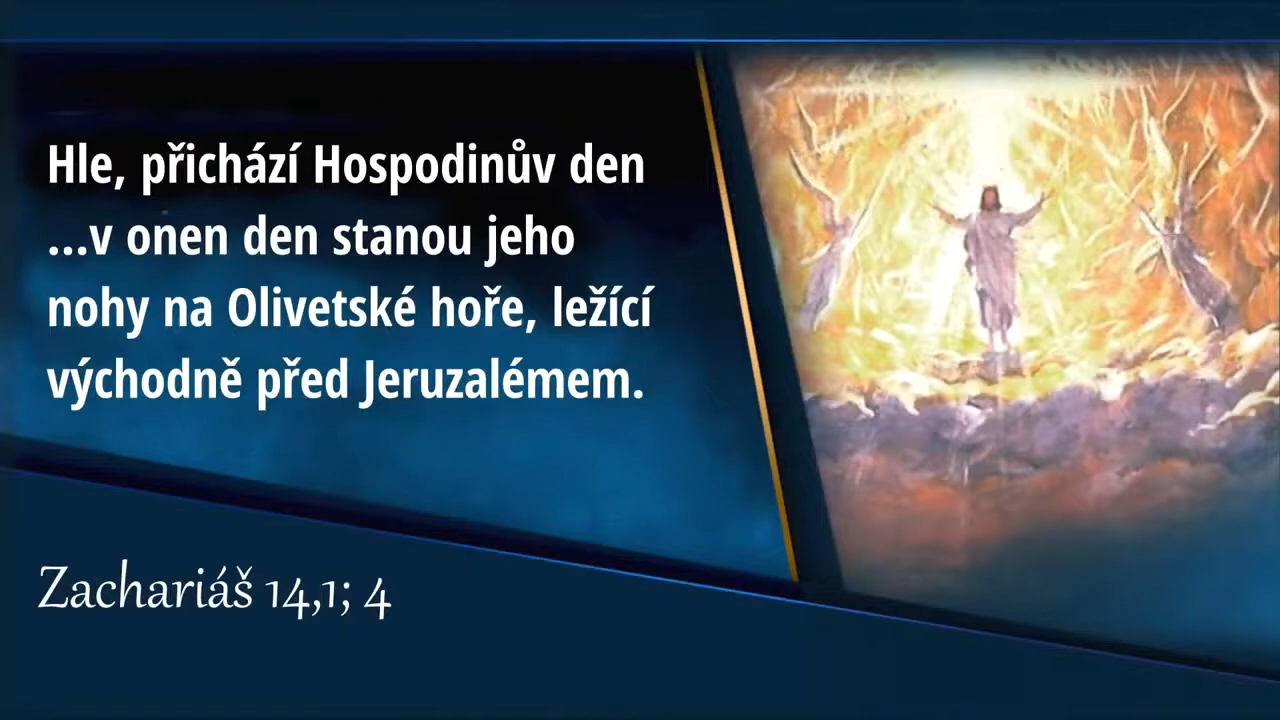 Hle, přichází Hospodinův den
...v onen den stanou jeho
nohy na Olivetské hoře, ležící
východně před Jeruzalémem.
Zachariáš 14,1; 4